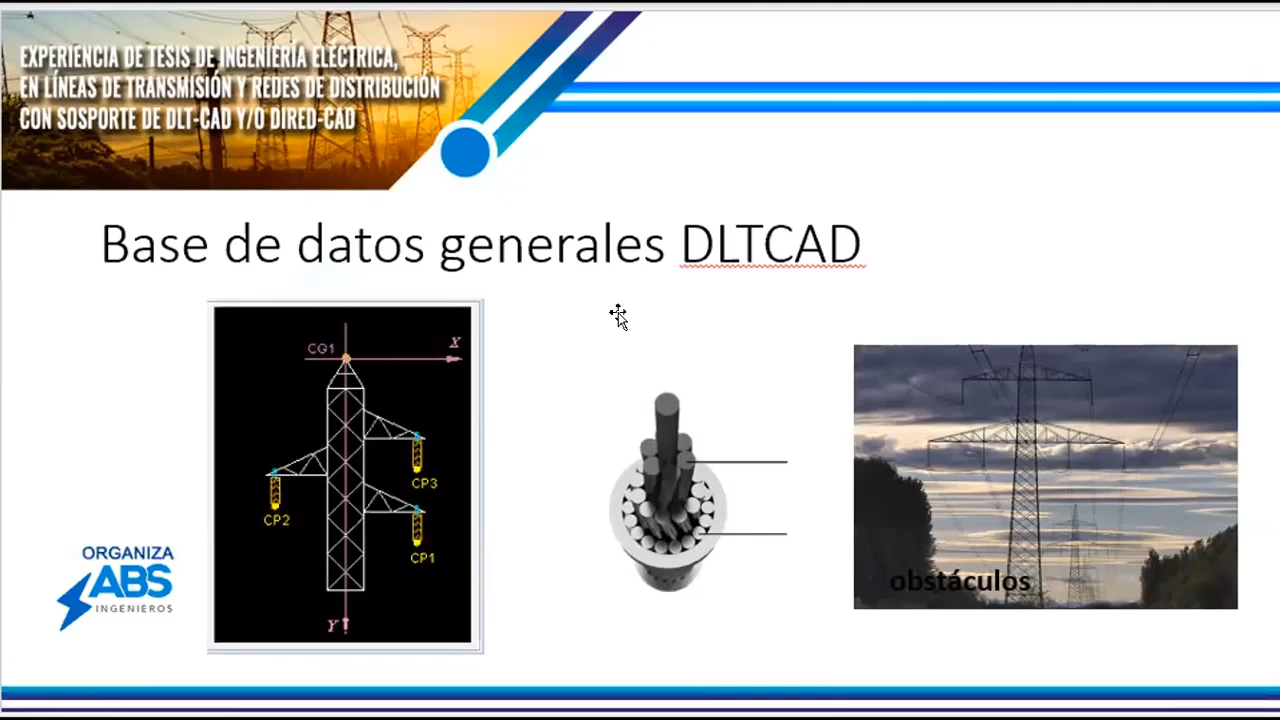 EXPERIENCIA DE TESIS DE INGENIERÍA ELÉCTRICA,
EN LÍNEAS DE TRANSMISIÓN Y REDES DE DISTRIBUCIÓN
CON SOSPORTE DE DLT-CAD Y/O DIRED-CAD
Base de datos generales DLTCAD
CG1
X
CP3
CP2
CP1
Y
obstáculos
ORGANIZA
ABS
INGENIEROS